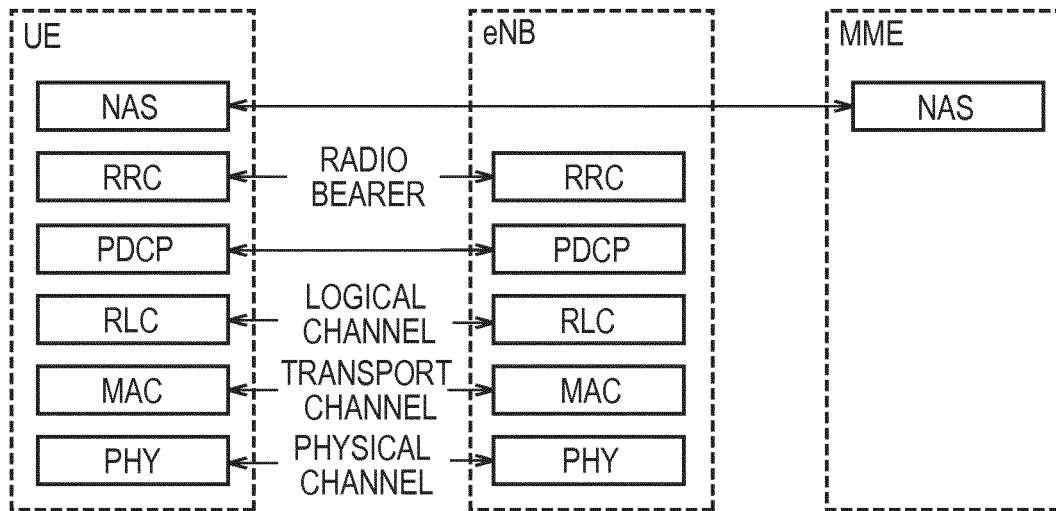 UE
eNB
MME
NAS
NAS
RRC
RADIO
BEARER
RRC
PDCP
PDCP
RLC
LOGICAL
CHANNEL
RLC
MAC
TRANSPORT
CHANNEL
MAC
PHY
PHYSICAL
CHANNEL
PHY